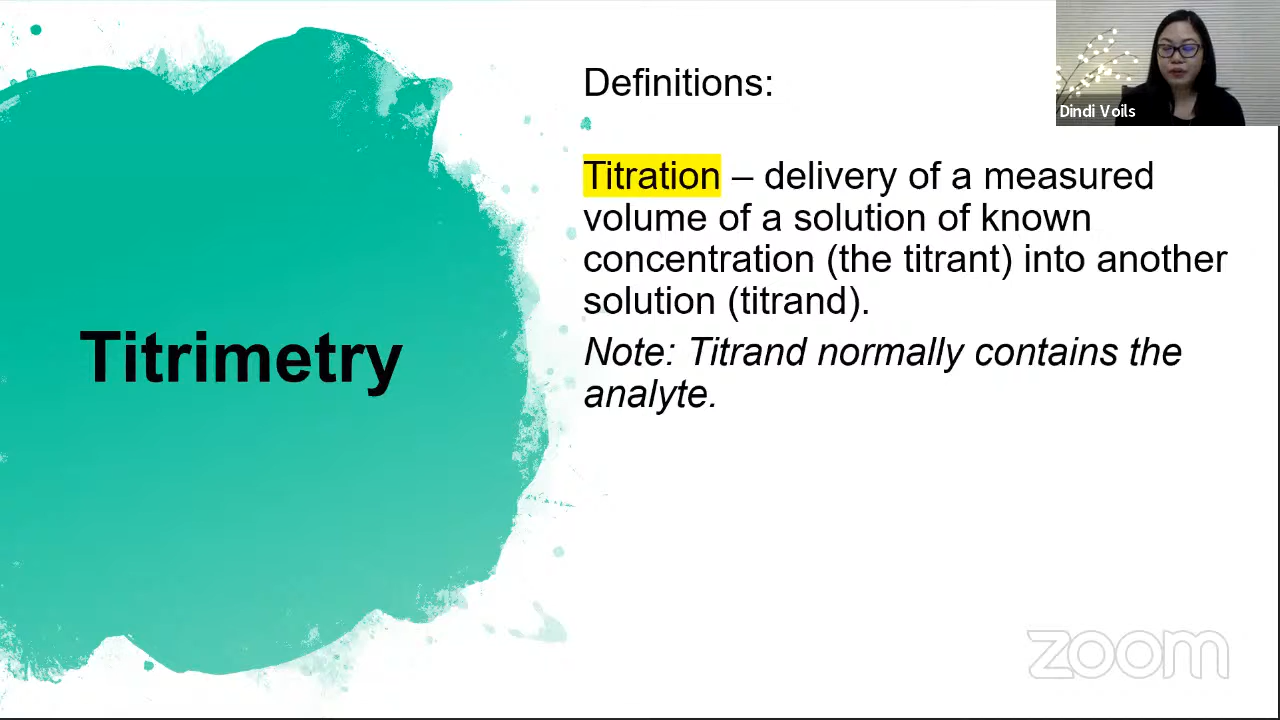 Definitions:
Dindi Voils
Titration – delivery of a measured
volume of a solution of known
concentration (the titrant) into another
solution (titrand).
Note: Titrand normally contains the
analyte.
Titrimetry
zoom